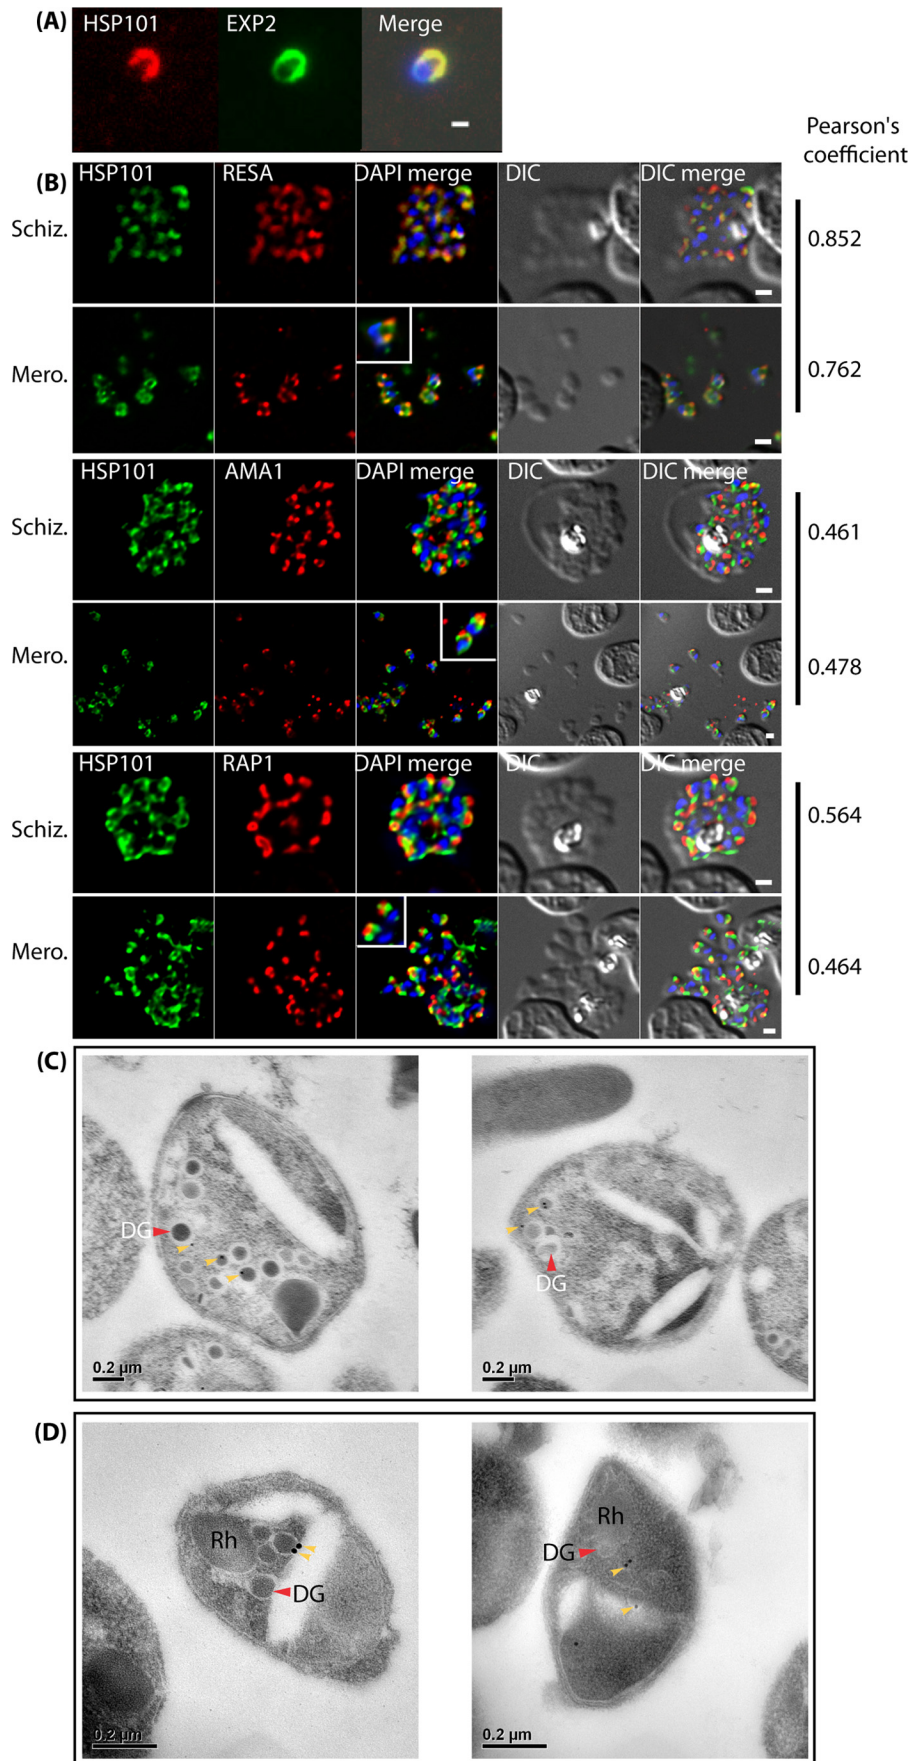 (A) HSP101 EXP2 Merge
Pearson's
coefficient
(B) HSP101 RESA DAPI merge DIC DIC merge
Schiz. 0.852
Mero. 0.762
HSP101 AMA1 DAPI merge DIC DIC merge
Schiz. 0.461
Mero. 0.478
HSP101 RAP1 DAPI merge DIC DIC merge
Schiz. 0.564
Mero. 0.464
(C)
DG
DG
0.2 µm 0.2 µm
(D)
Rh Rh
DG
DG
0.2 µm 0.2 µm